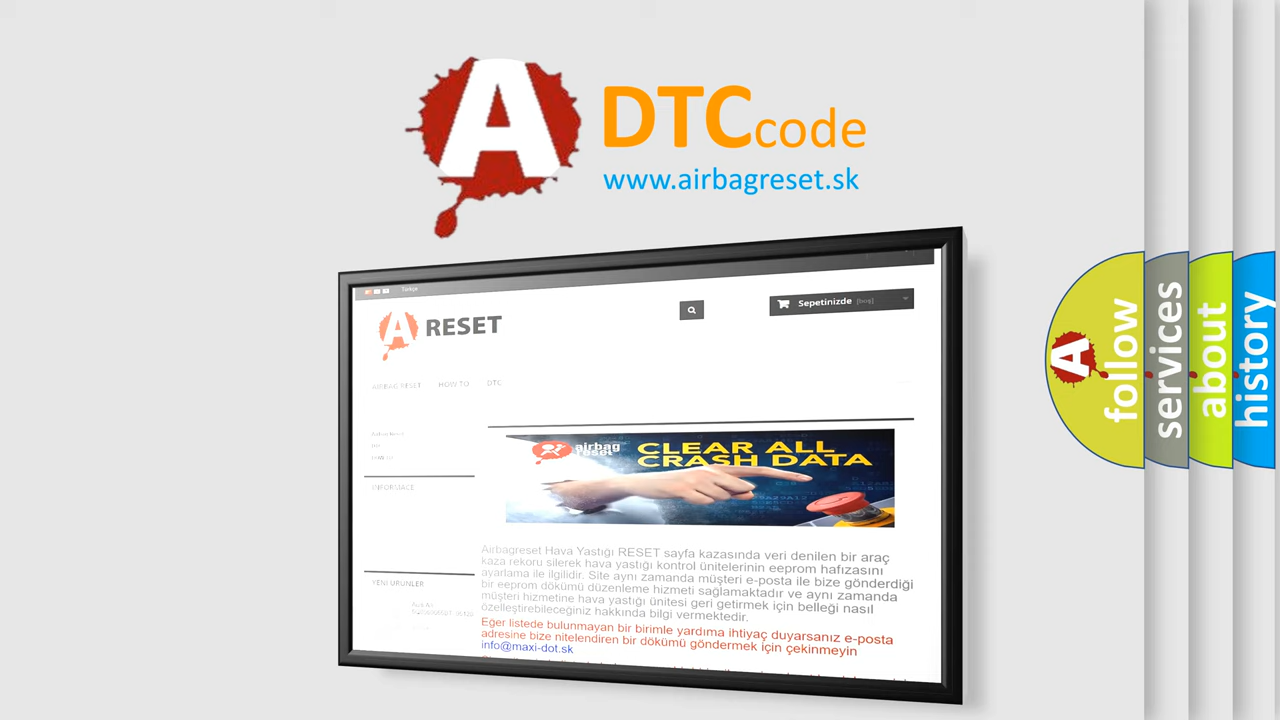 A DTCcode
www.airbagreset.sk
Türkçe
A RESET
Sepetinizde
AIRBAG RESET HOW TO DTC
HOW TO
INFORMACE
airbag
reset
CLEAR ALL
CRASH DATA
Airbagreset Hava Yastığı RESET sayfa kazasında veri denilen bir araç
kaza rekoru silerek hava yastığı kontrol ünitelerinin eeprom hafızasını
ayarlama ile ilgilidir. Site aynı zamanda müşteri e-posta ile bize gönderdiği
bir eeprom dökümü düzenleme hizmeti sağlamaktadır ve aynı zamanda
müşteri hizmetine hava yastığı ünitesi geri getirmek için belleği nasıl
özelleştirebileceğiniz hakkında bilgi vermektedir.
Eğer listede bulunmayan bir birimle yardıma ihtiyaç duyarsanız e-posta
adresine bize nitelendiren bir dökümü göndermek için çekinmeyin
info@maxi-dot.sk
YENI ÜRÜNLER
A follow
services
about
history